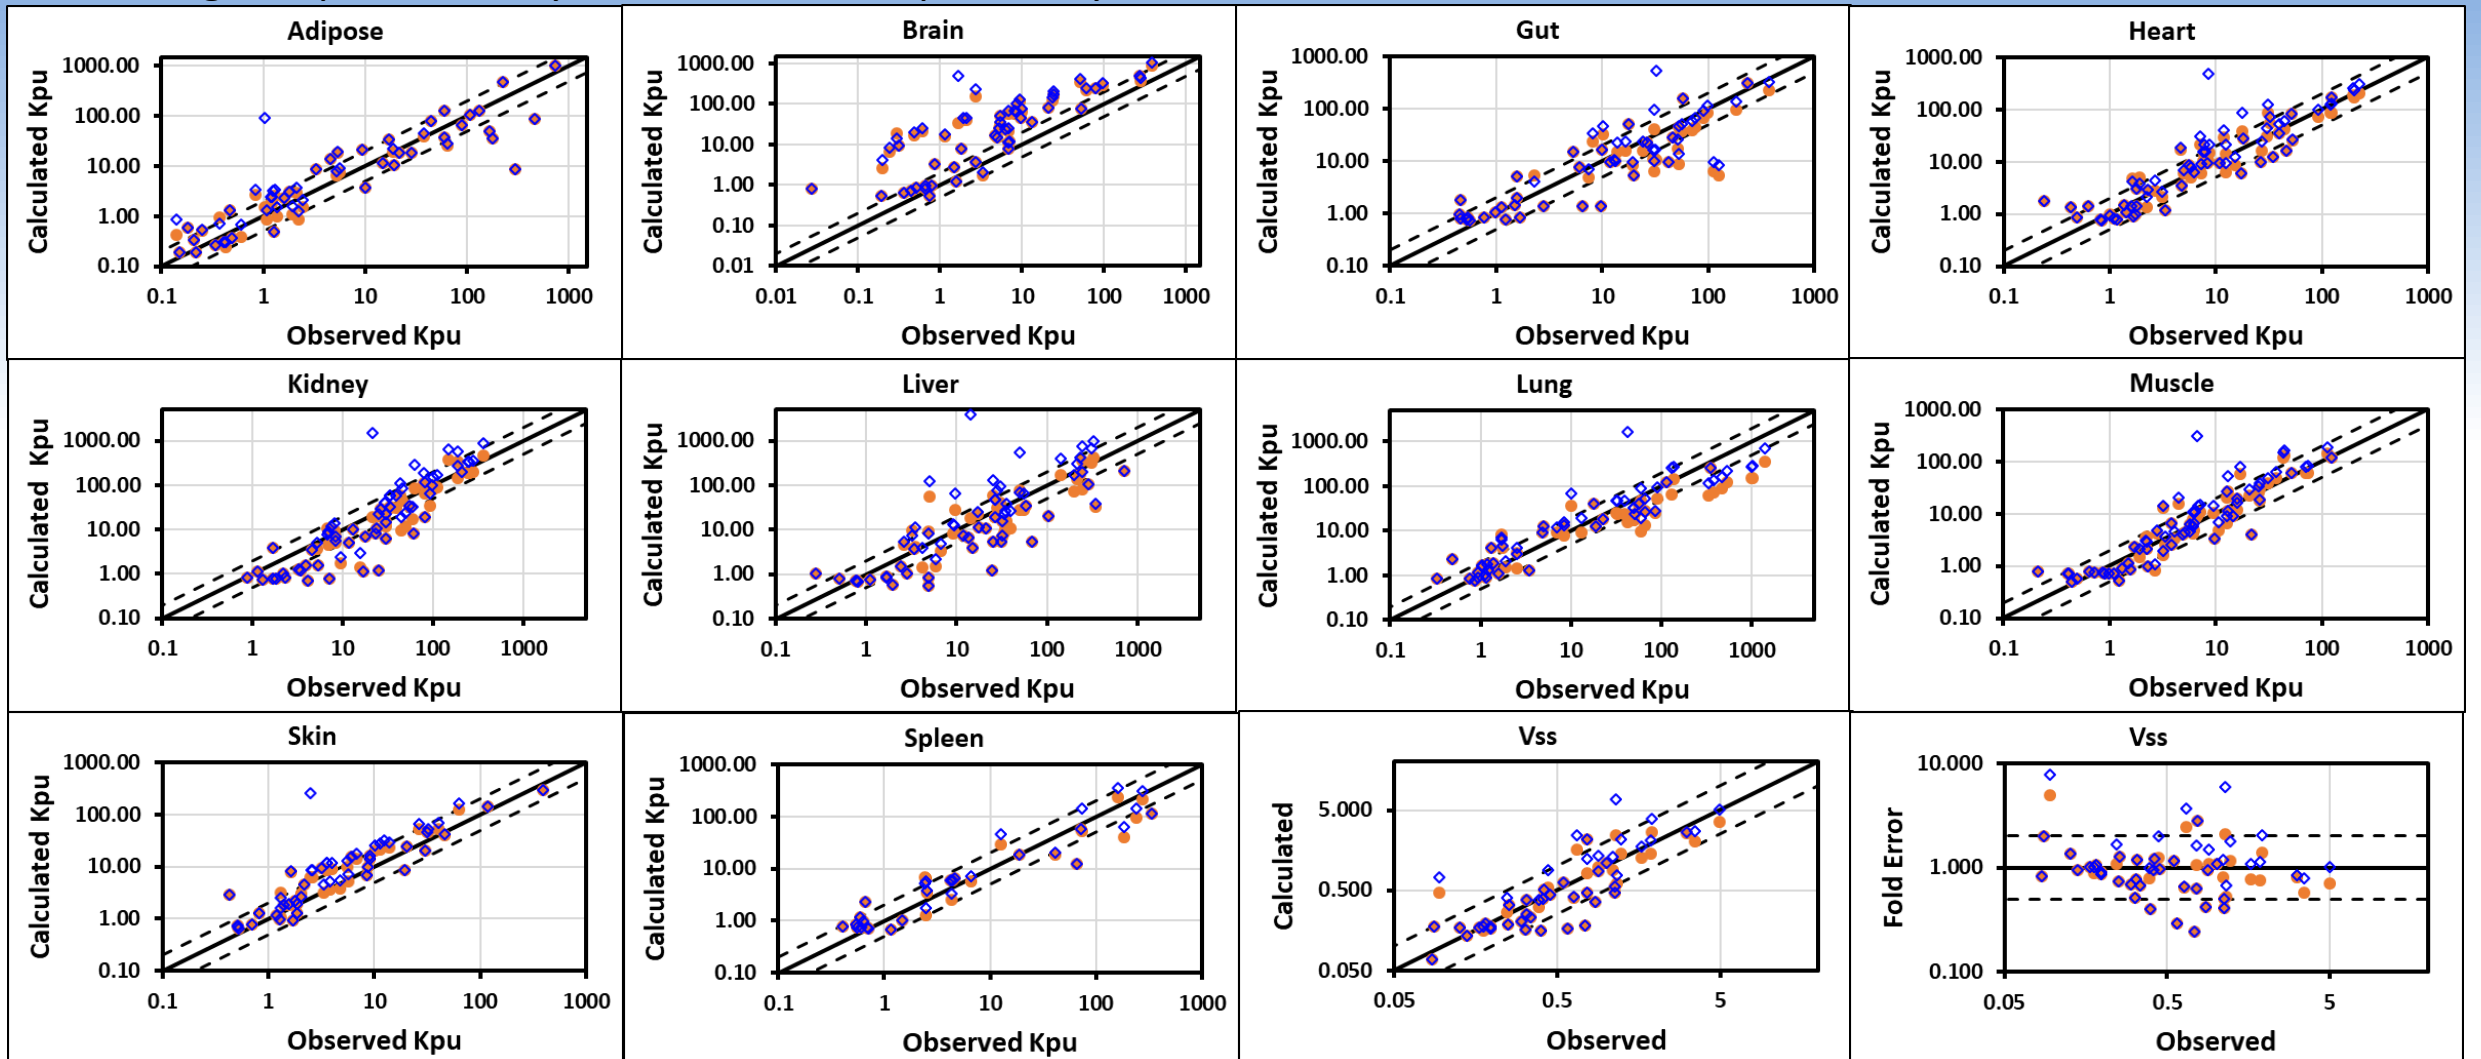 Adipose
Calculated Kpu
1000.00
100.00
10.00
1.00
0.10
0.1 1 10 100 1000
Observed Kpu
Brain
Calculated Kpu
1000.00
100.00
10.00
1.00
0.10
0.01
0.01 0.1 1 10 100 1000
Observed Kpu
Gut
Calculated Kpu
1000.00
100.00
10.00
1.00
0.10
0.1 1 10 100 1000
Observed Kpu
Heart
Calculated Kpu
1000.00
100.00
10.00
1.00
0.10
0.1 1 10 100 1000
Observed Kpu
Kidney
Calculated Kpu
1000.00
100.00
10.00
1.00
0.10
0.1 1 10 100 1000
Observed Kpu
Liver
Calculated Kpu
1000.00
100.00
10.00
1.00
0.10
0.1 1 10 100 1000
Observed Kpu
Lung
Calculated Kpu
1000.00
100.00
10.00
1.00
0.10
0.1 1 10 100 1000
Observed Kpu
Muscle
Calculated Kpu
1000.00
100.00
10.00
1.00
0.10
0.1 1 10 100 1000
Observed Kpu
Skin
Calculated Kpu
1000.00
100.00
10.00
1.00
0.10
0.1 1 10 100 1000
Observed Kpu
Spleen
Calculated Kpu
1000.00
100.00
10.00
1.00
0.10
0.1 1 10 100 1000
Observed Kpu
Vss
Calculated
5.000
0.500
0.050
0.05 0.5 5
Observed
Vss
Fold Error
10.000
1.000
0.100
0.05 0.5 5
Observed